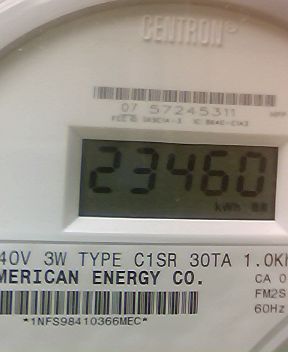 CENTRON®
07 57245311
23460
kWh
40V 3W TYPE C1SR 30TA 1.0K
MERICAN ENERGY CO.
CA 0
FM2S
60Hz
*1NFS98410366MEC*